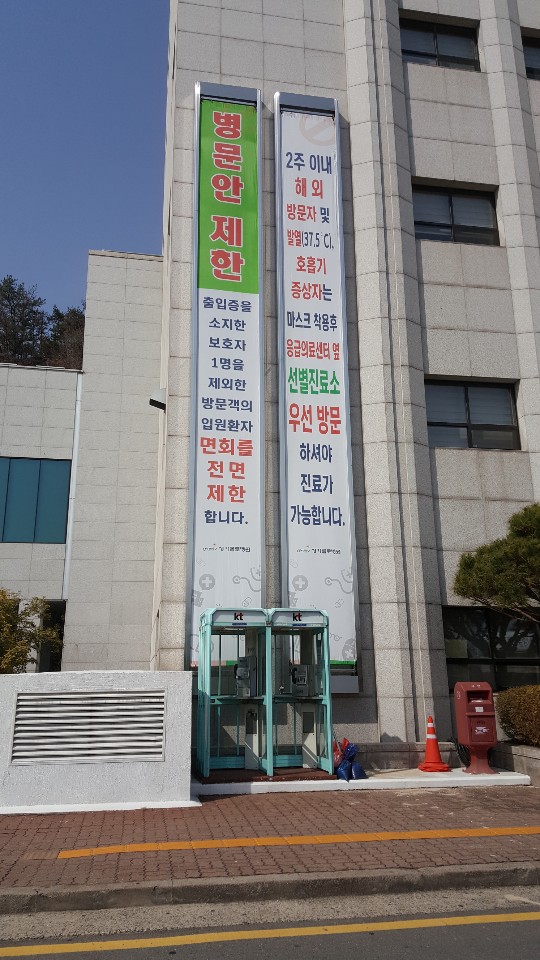 병문안 제한
출입증을
소지한
보호자
1명을
제외한
방문객의
입원환자
면회를
전면
제한
합니다.
2주 이내
해외
방문자 및
발열(37.5℃),
호흡기
증상자는
마스크 착용후
응급의료센터 옆
선별진료소
우선 방문
하셔야
진료가
가능합니다.
kt
kt